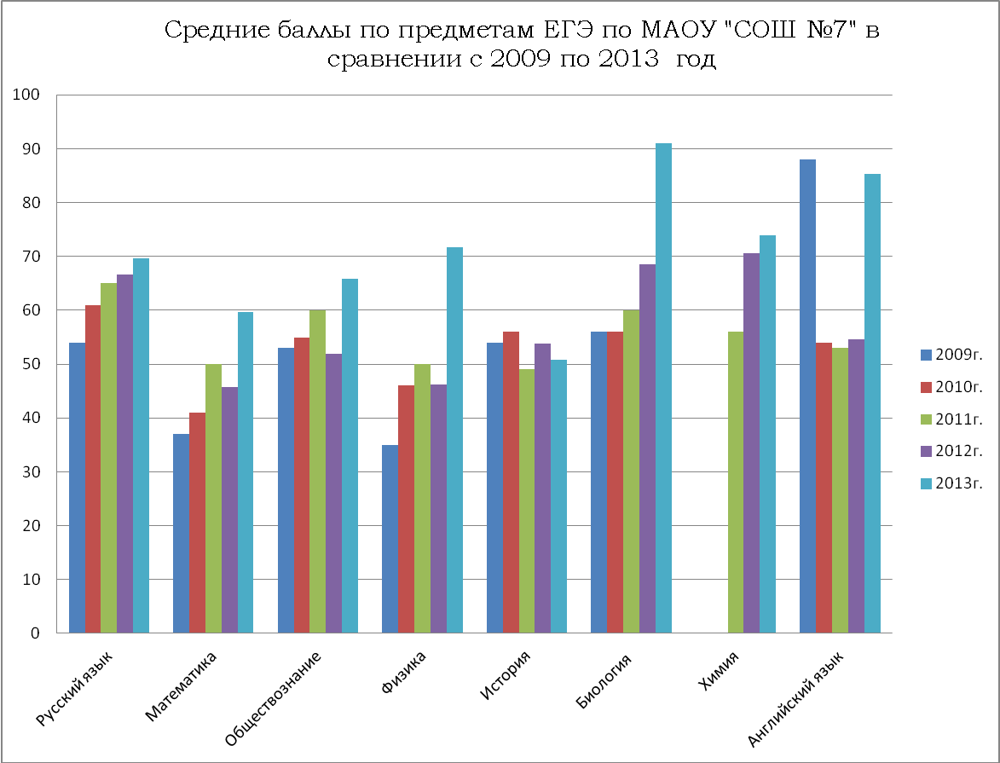 Средние баллы по предметам ЕГЭ по МАОУ "СОШ №7" в
сравнении с 2009 по 2013 год
100
90
80
70
60
50
40
30
20
10
0
Русский язык
Математика
Обществознание
Физика
История
Биология
Химия
Английский язык
2009г.
2010г.
2011г.
2012г.
2013г.